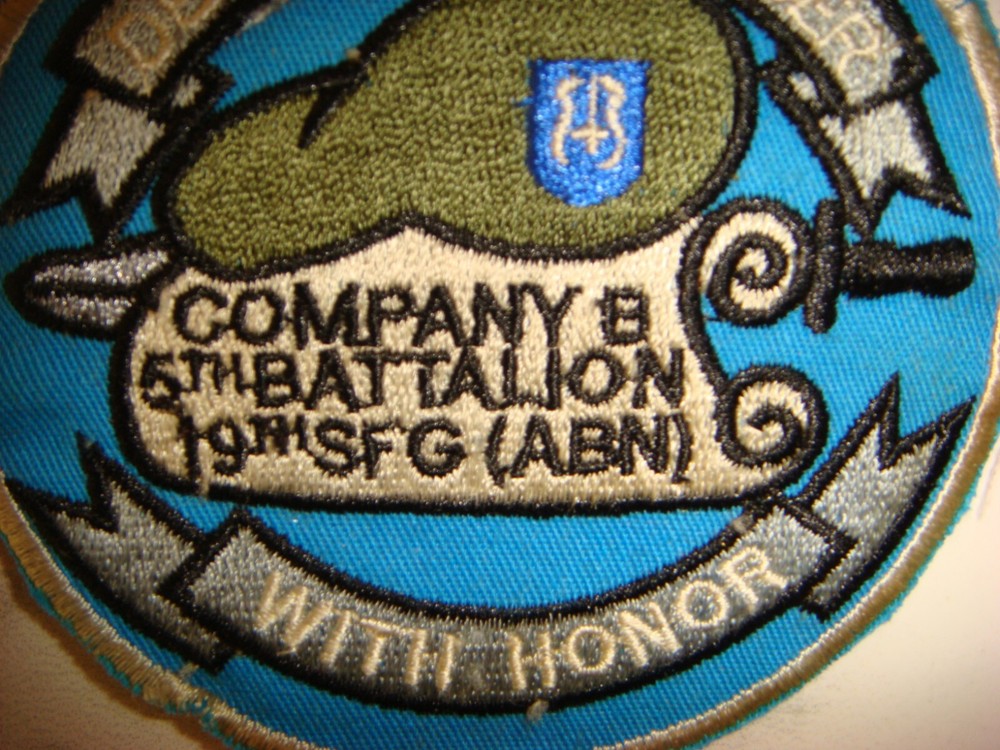 COMPANY B
5TH BATTALION
19TH SFG (ABN)
WITH HONOR